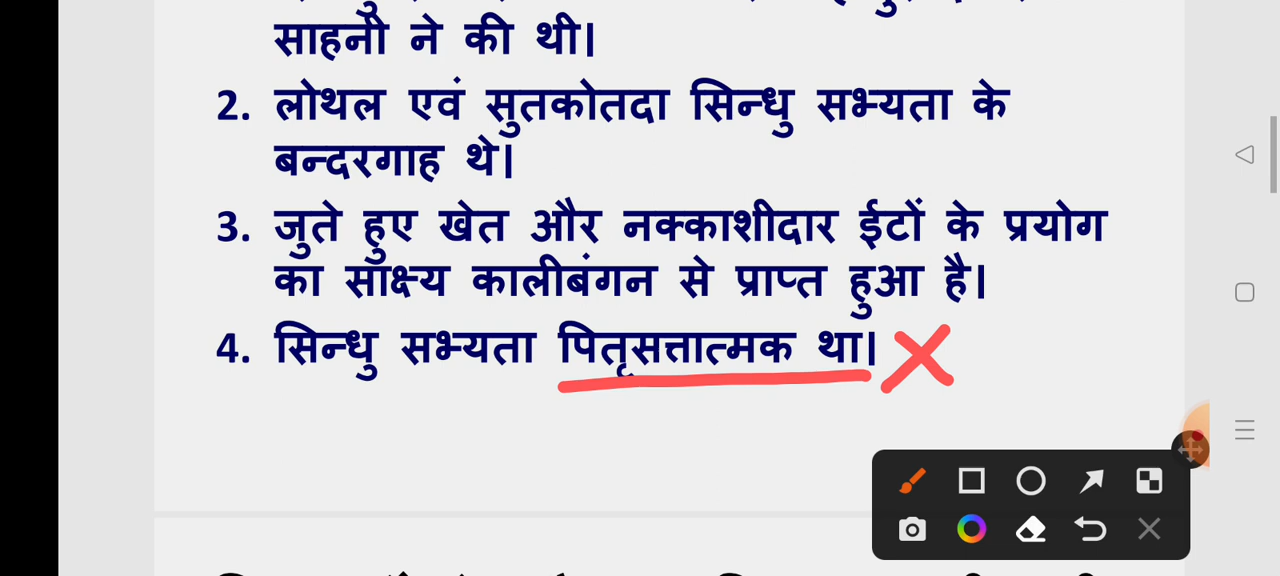 साहनी ने की थी।
2. लोथल एवं सुतकोतदा सिन्धु सभ्यता के
बन्दरगाह थे।
3. जुते हुए खेत और नक्काशीदार ईटों के प्रयोग
का साक्ष्य कालीबंगन से प्राप्त हुआ है।
4. सिन्धु सभ्यता पितृसत्तात्मक था।